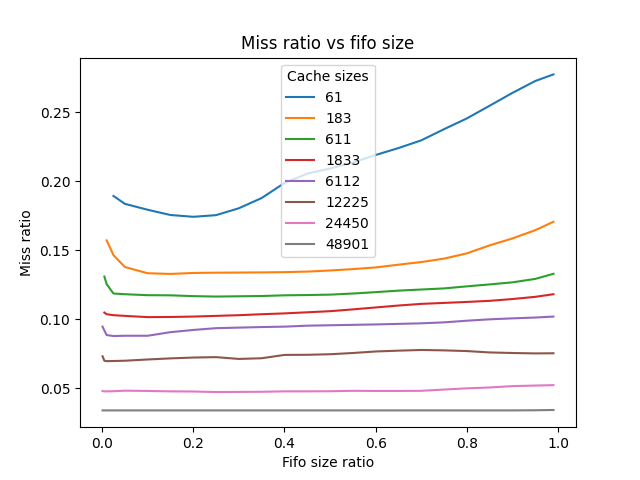 Miss ratio vs fifo size
Cache sizes
61
183
611
1833
6112
12225
24450
48901
Miss ratio
0.25
0.20
0.15
0.10
0.05
0.0 0.2 0.4 0.6 0.8 1.0
Fifo size ratio